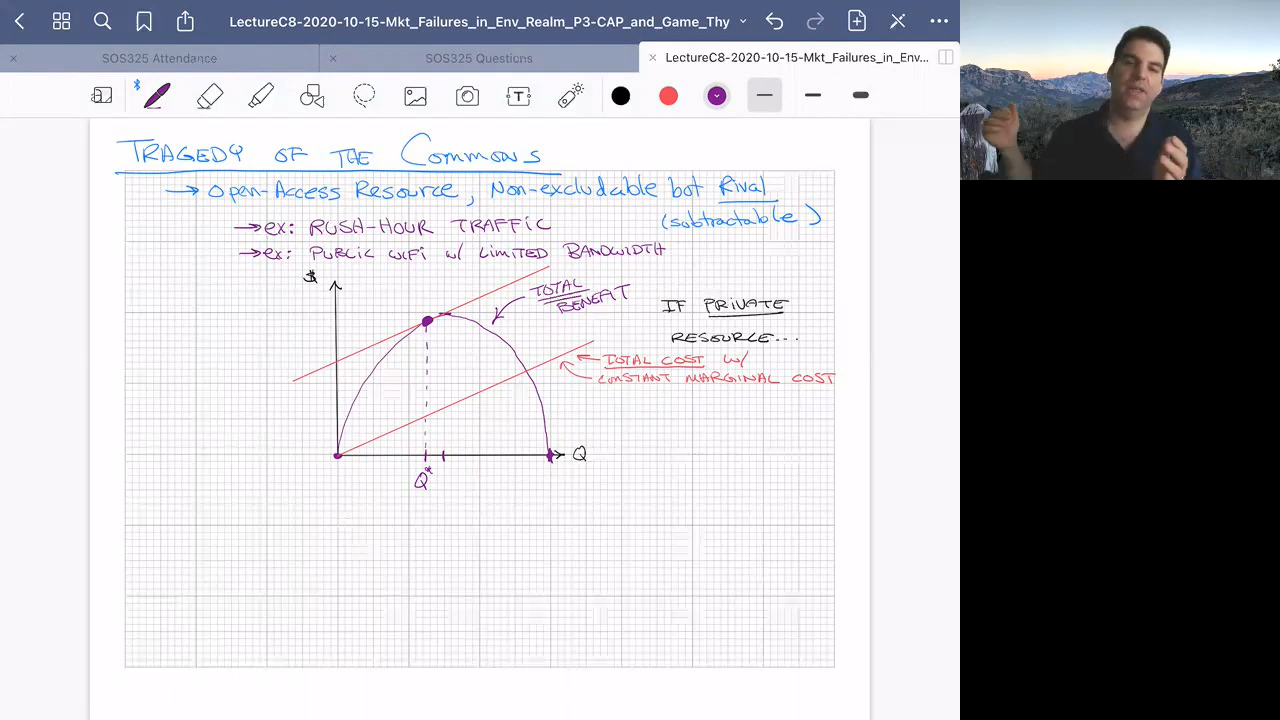 LectureC8-2020-10-15-Mkt_Failures_in_Env_Realm_P3-CAP_and_Game_Thy
SOS325 Attendance
SOS325 Questions
LectureC8-2020-10-15-Mkt_Failures_in_Env...
TRAGEDY OF THE COMMONS
→ OPEN-ACCESS RESOURCE, NON-excludable bot Rival
(subtractable)
→ex: RUSH-HOUR TRAFFIC
→ex: PUBLIC WIFI w/ LIMITED BANDWIDTH
$
TOTAL
BENEFIT
IF PRIVATE
RESOURCE...
TOTAL COST w/
CONSTANT MARGINAL COST
Q
Q*